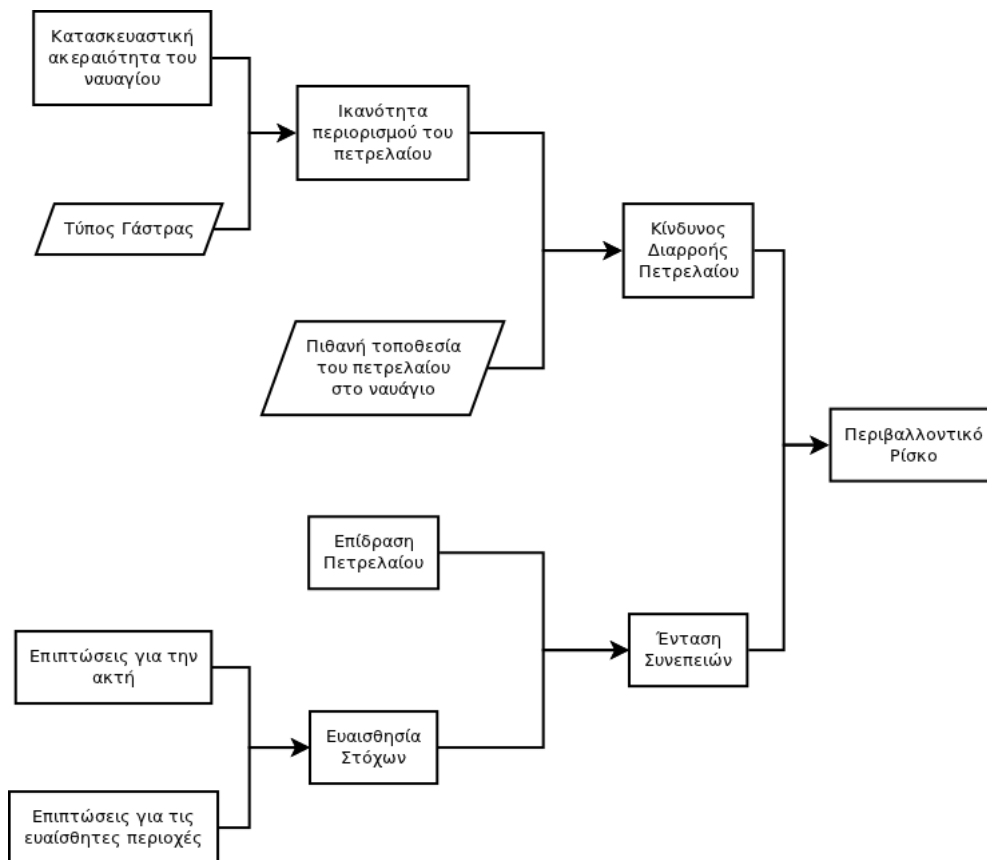 Κατασκευαστική
ακεραιότητα του
ναυαγίου
Ικανότητα
περιορισμού του
πετρελαίου
Τύπος Γάστρας
Κίνδυνος
Διαρροής
Πετρελαίου
Πιθανή τοποθεσία
του πετρελαίου
στο ναυάγιο
Περιβαλλοντικό
Ρίσκο
Επίδραση
Πετρελαίου
Ένταση
Συνεπειών
Επιπτώσεις για την
ακτή
Ευαισθησία
Στόχων
Επιπτώσεις για τις
ευαίσθητες περιοχές